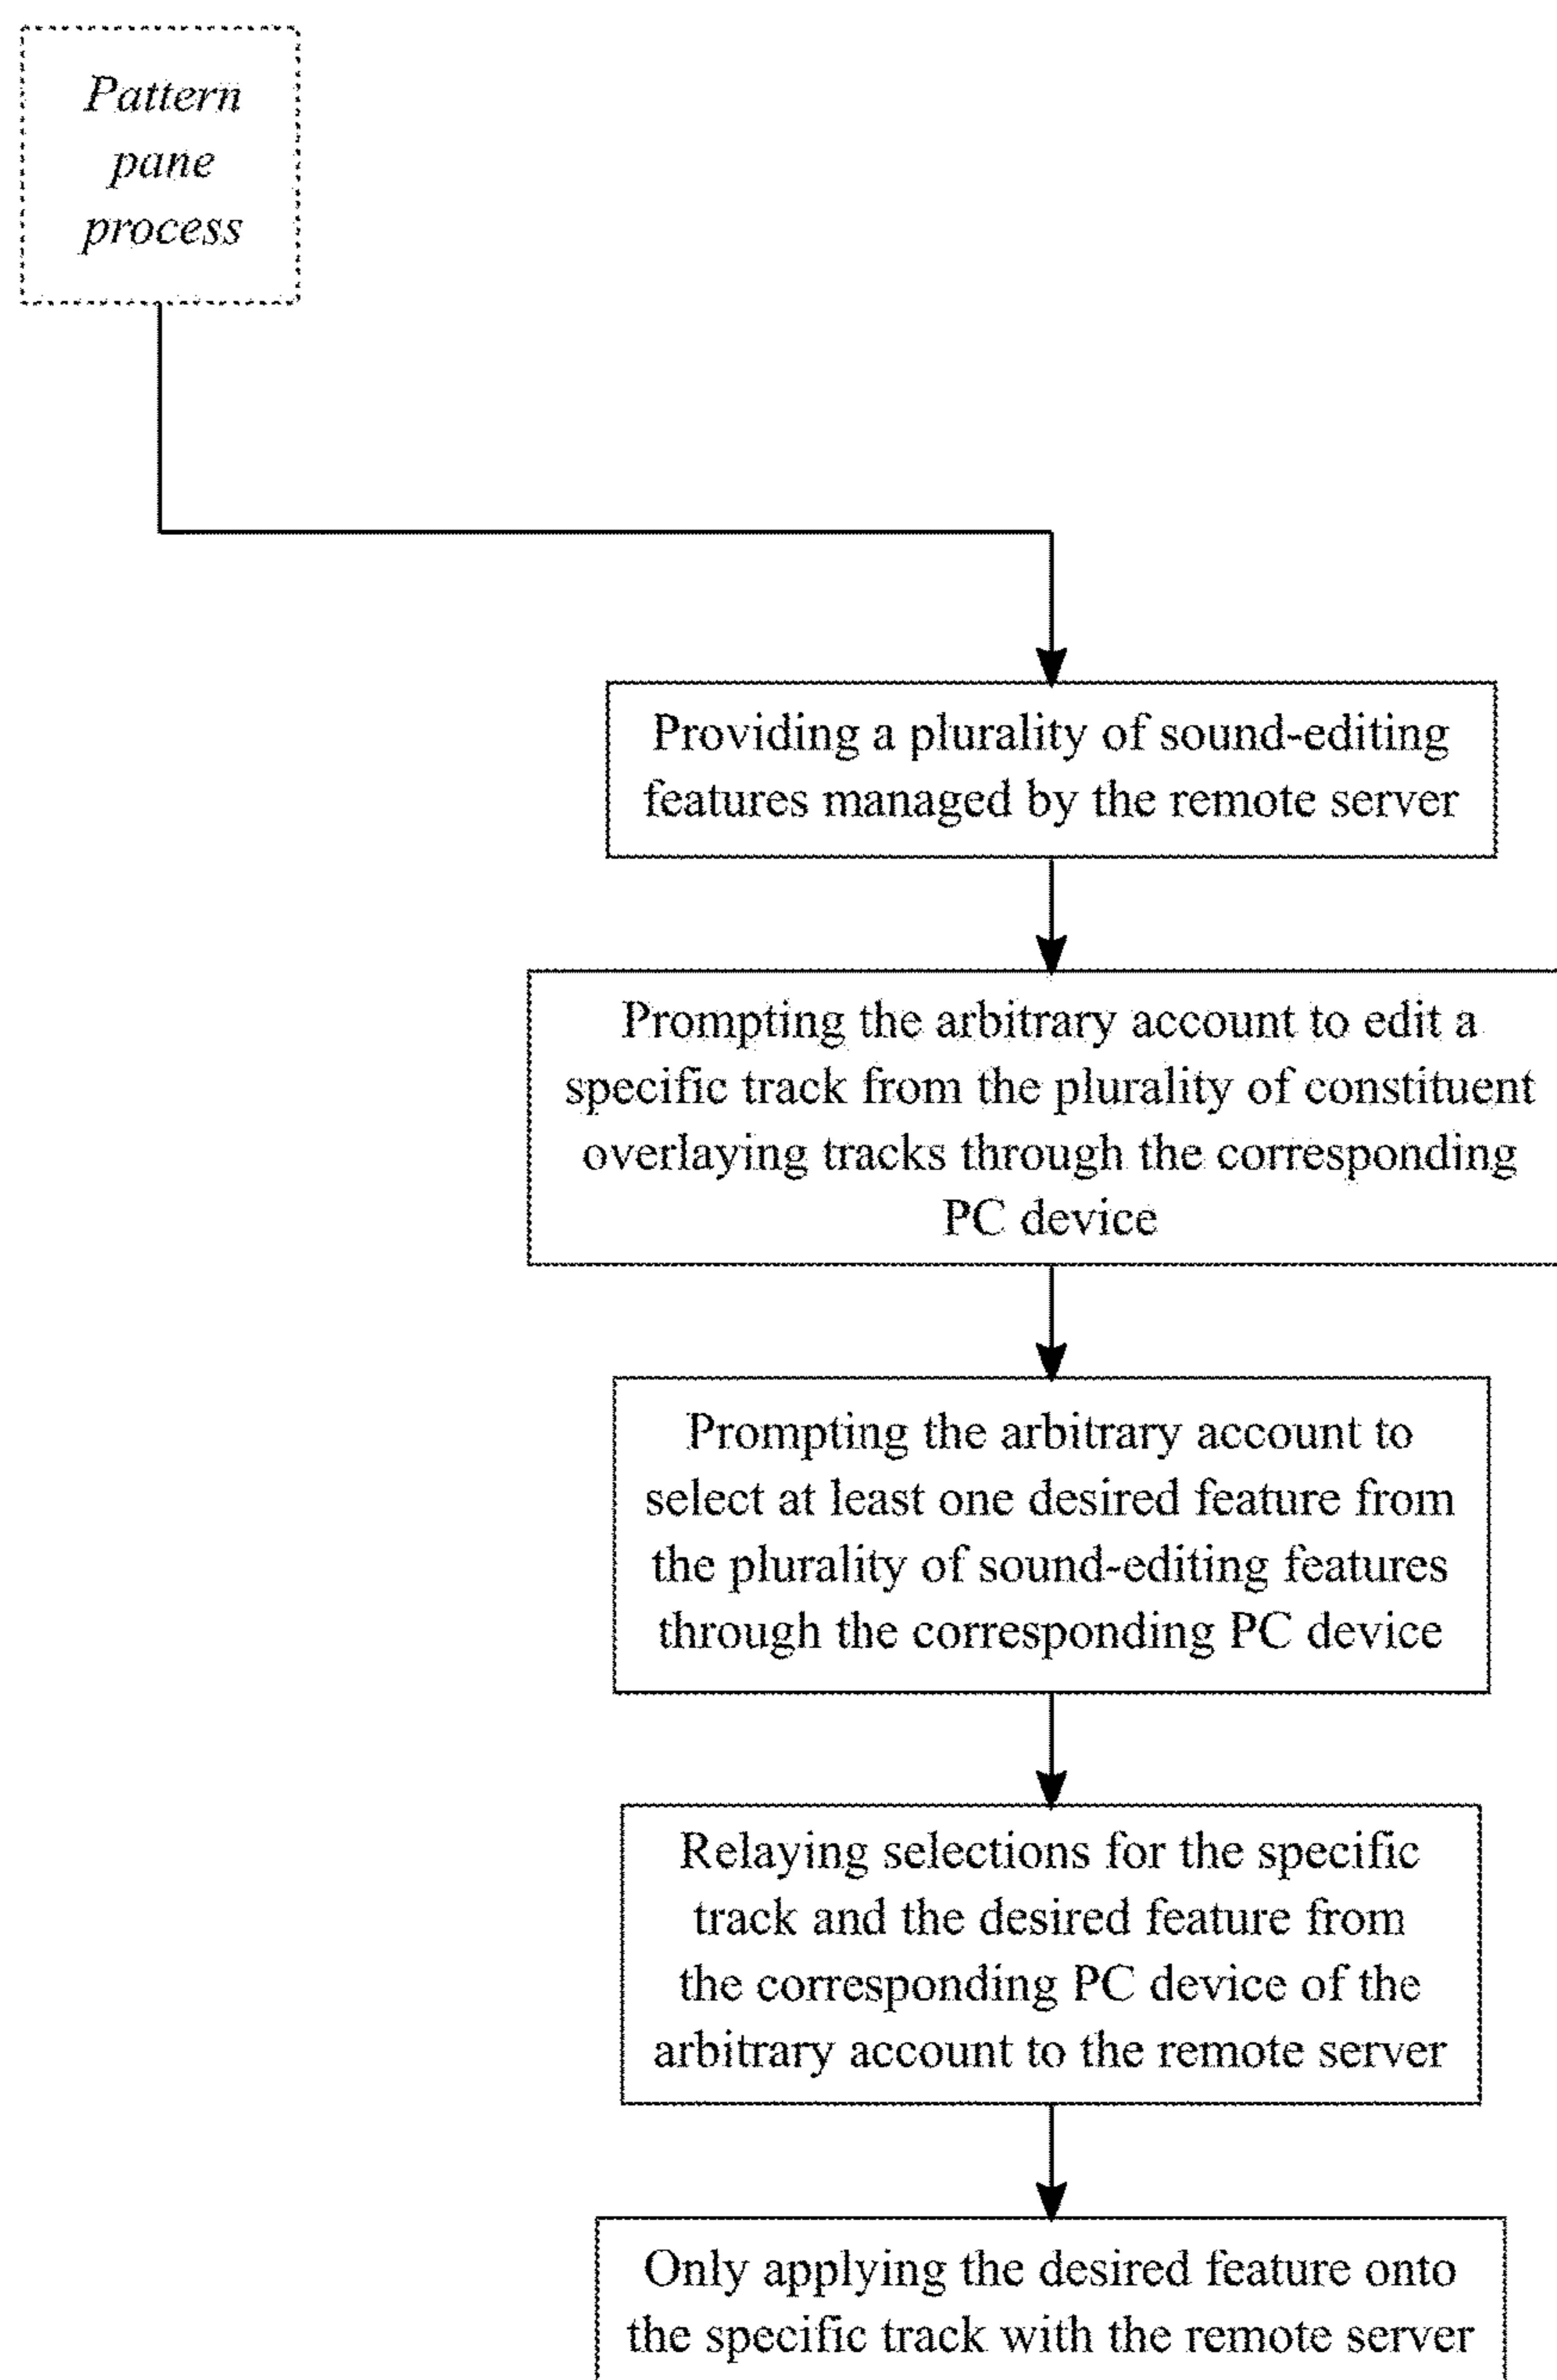 Pattern
pane
process
Providing a plurality of sound-editing
features managed by the remote server
Prompting the arbitrary account to edit a
specific track from the plurality of constituent
overlaying tracks through the corresponding
PC device
Prompting the arbitrary account to
select at least one desired feature from
the plurality of sound-editing features
through the corresponding PC device
Relaying selections for the specific
track and the desired feature from
the corresponding PC device of the
arbitrary account to the remote server
Only applying the desired feature onto
the specific track with the remote server